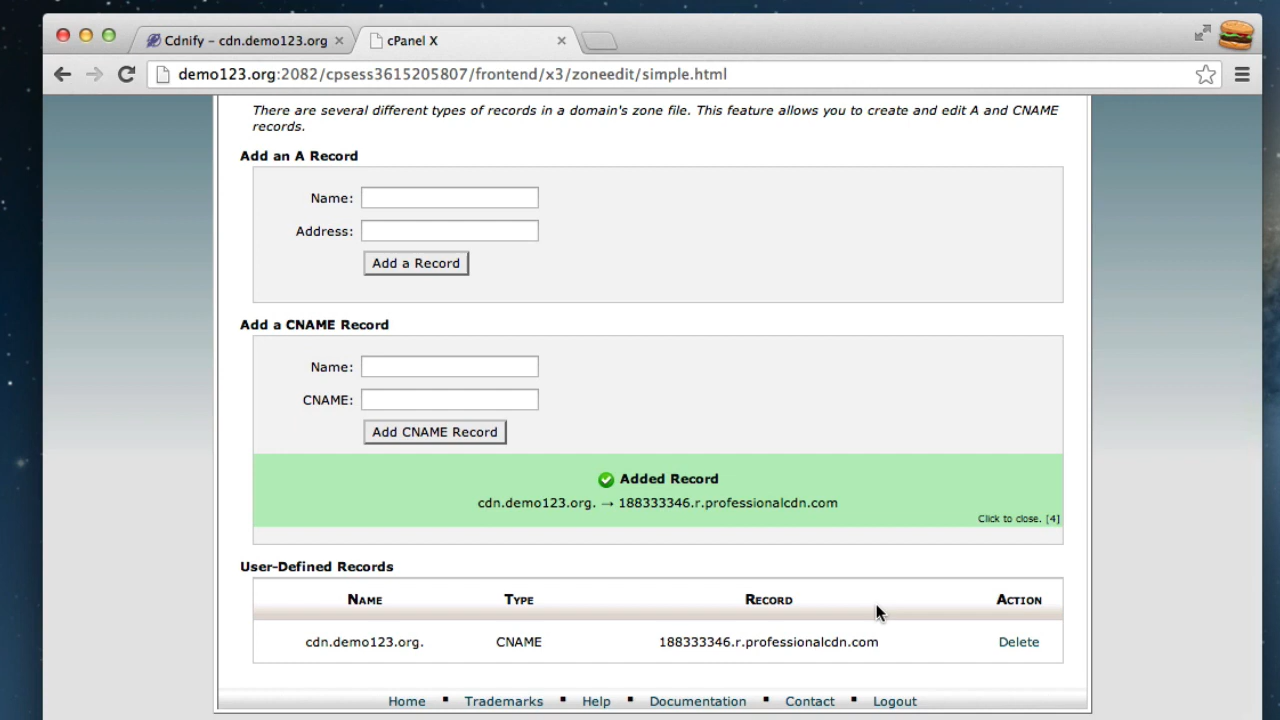 Cdnify – cdn.demo123.org
cPanel X
demo123.org:2082/cpsess3615205807/frontend/x3/zoneedit/simple.html
There are several different types of records in a domain's zone file. This feature allows you to create and edit A and CNAME
records.
Add an A Record
Name:
Address:
Add a Record
Add a CNAME Record
Name:
CNAME:
Add CNAME Record
Added Record
cdn.demo123.org. → 188333346.r.professionalcdn.com
Click to close. [4]
User-Defined Records
NAME TYPE RECORD ACTION
cdn.demo123.org. CNAME 188333346.r.professionalcdn.com Delete
Home ▪ Trademarks ▪ Help ▪ Documentation ▪ Contact ▪ Logout